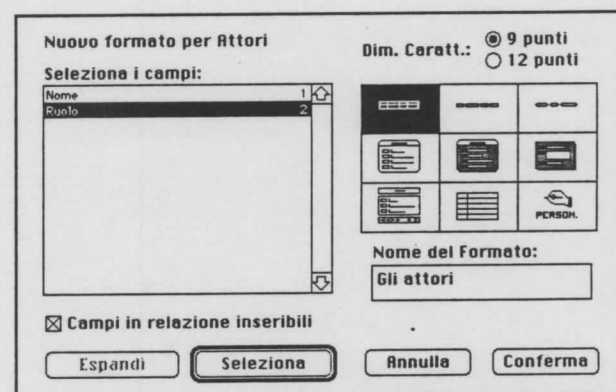 Nuovo formato per Attori
Dim. Caratt.: 9 punti
12 punti
Seleziona i campi:
Nome 1
Ruolo 2
PERSON.
Nome del Formato:
Gli attori
Campi in relazione inseribili
Espandi Seleziona Annulla Conferma